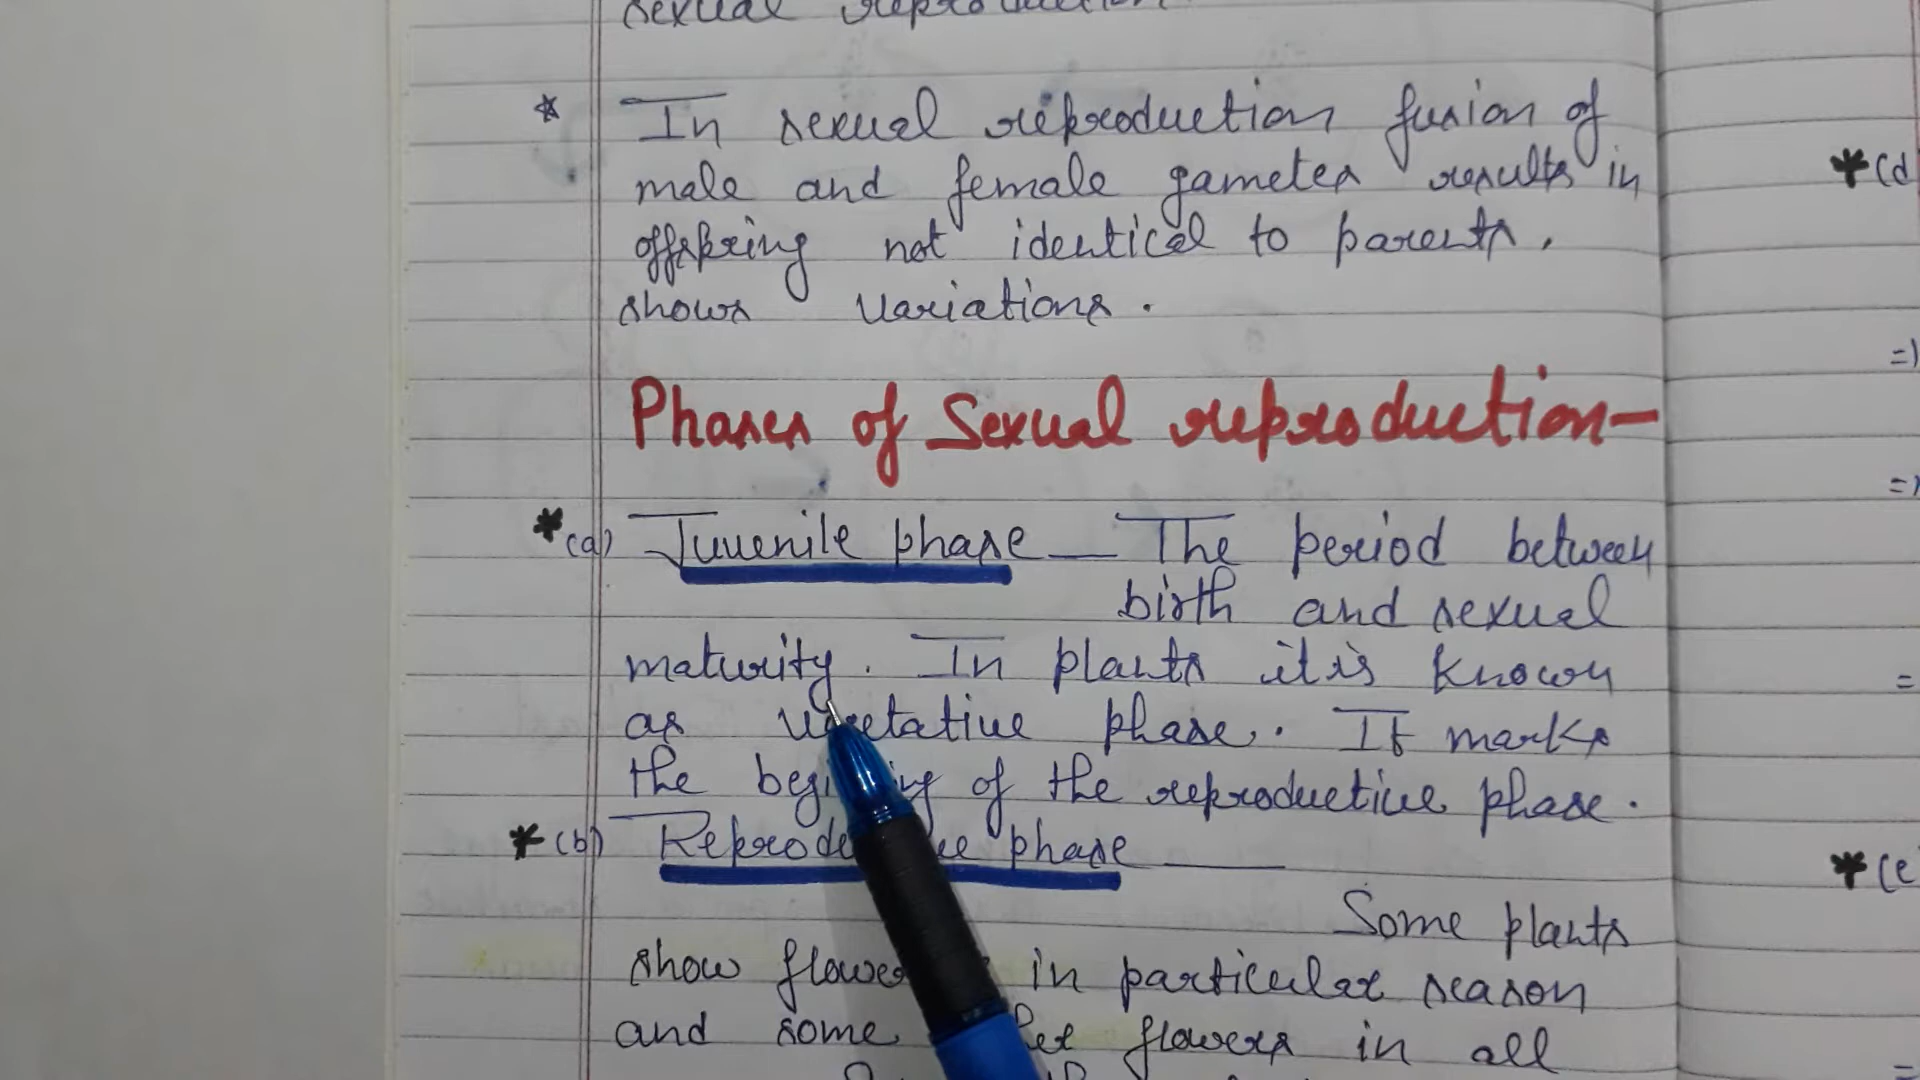 sexual reproduction.
* In sexual reproduction fusion of
male and female gametes results in
offspring not identical to parents,
shows variations.
Phases of Sexual reproduction-
* (a) Juvenile phase — The period between
birth and sexual
maturity. In plants it is known
as vegetative phase. It marks
the of the reproductive phase.
* (b) phase —
Some plants
show in particular season
and some flowers in all
* (d
=)
=)
=
* (e
=